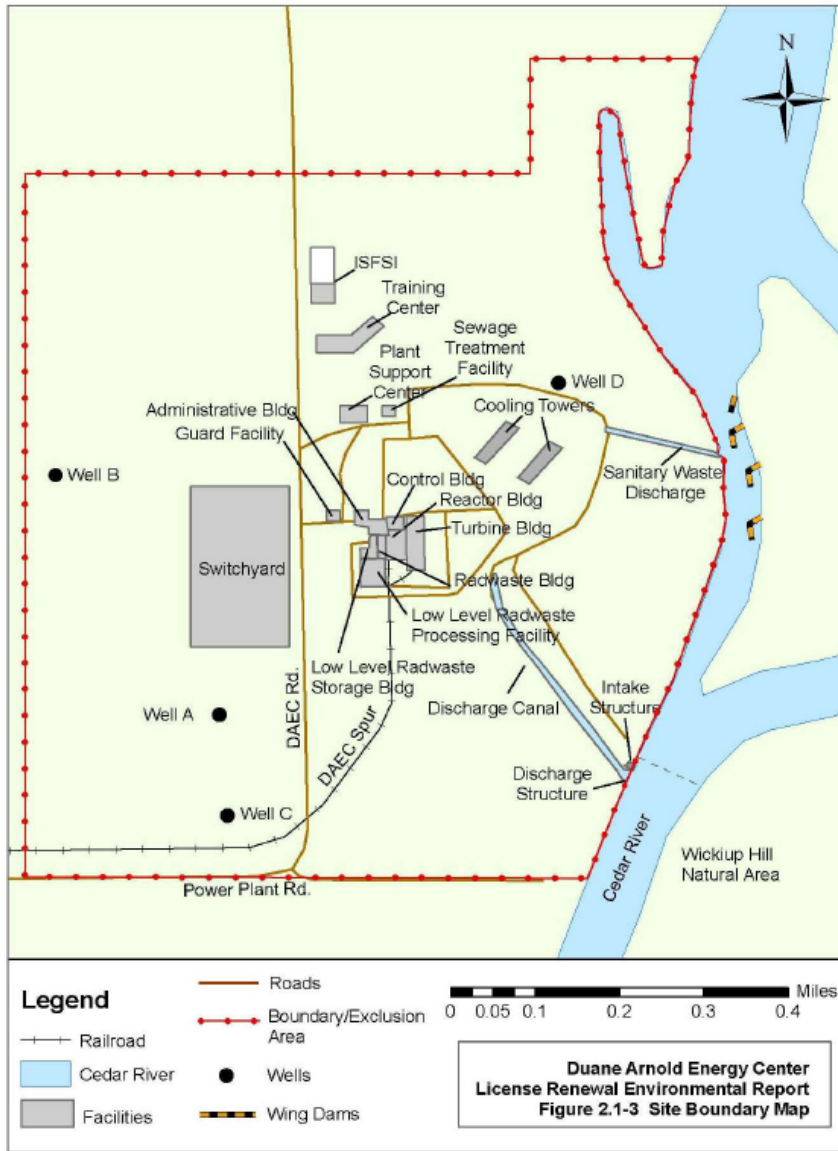 N
ISFSI
Training
Center
Sewage
Treatment
Facility
Plant
Support
Center
Well D
Administrative Bldg
Guard Facility
Cooling Towers
Well B
Control Bldg
Sanitary Waste
Discharge
Reactor Bldg
Turbine Bldg
Switchyard
Radwaste Bldg
Low Level Radwaste
Processing Facility
Low Level Radwaste
Storage Bldg
Intake
Structure
DAEC Rd.
Discharge Canal
Well A
DAEC Spur
Discharge
Structure
Well C
Cedar River
Wickiup Hill
Natural Area
Power Plant Rd.
Legend
Railroad
Cedar River
Facilities
Roads
Boundary/Exclusion
Area
Wells
Wing Dams
Miles
0 0.05 0.1 0.2 0.3 0.4
Duane Arnold Energy Center
License Renewal Environmental Report
Figure 2.1-3 Site Boundary Map